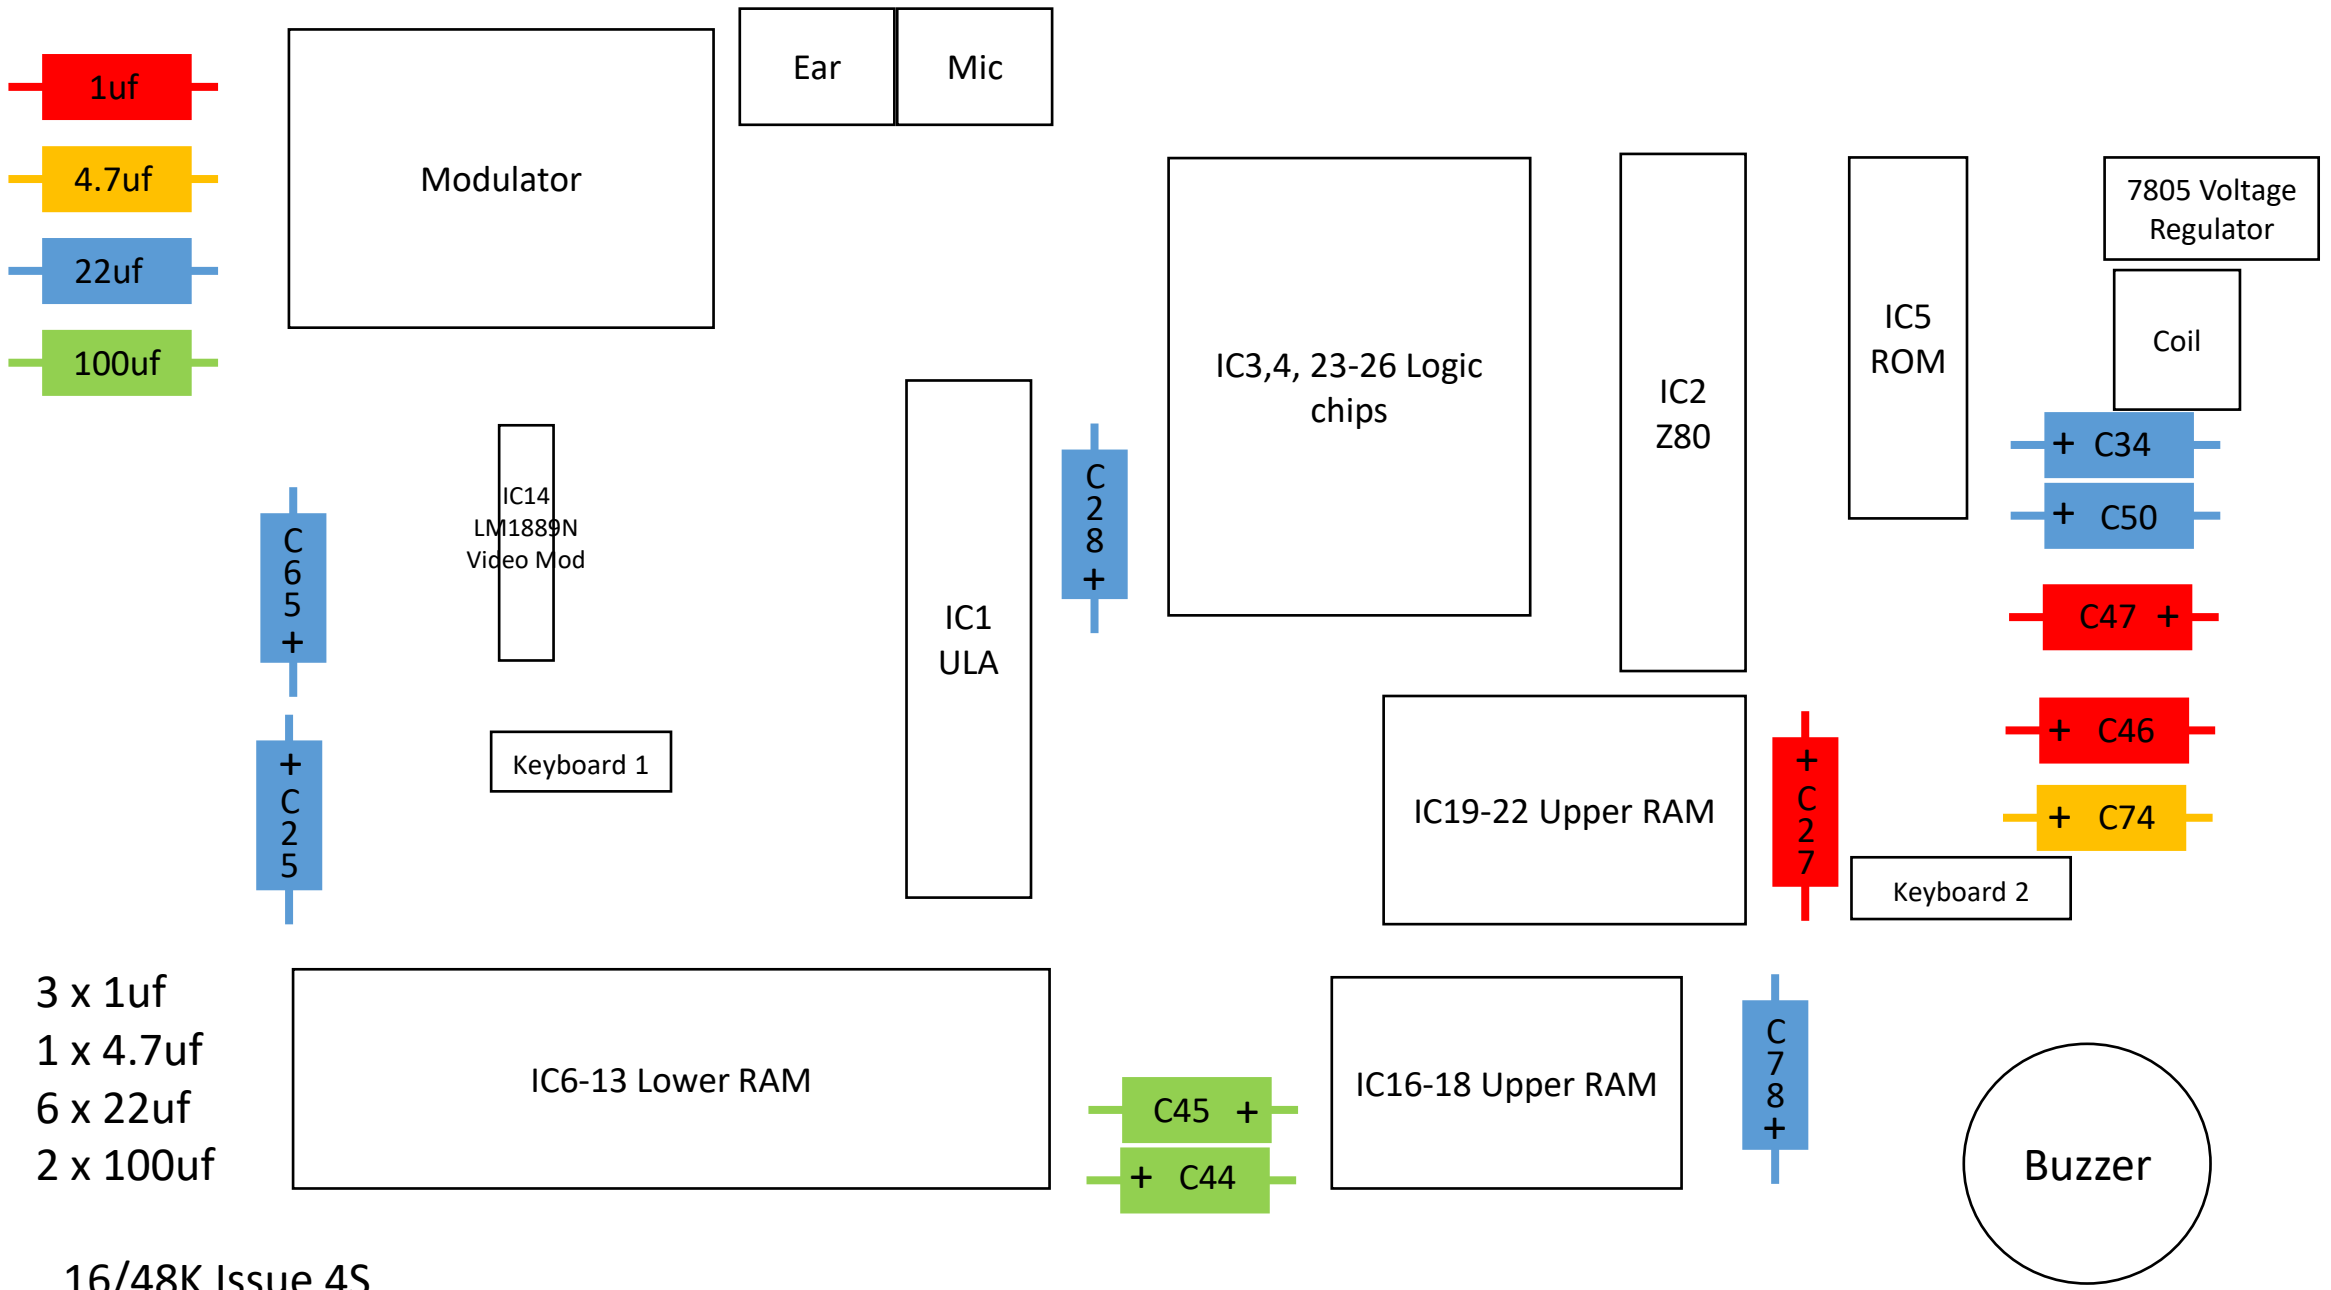 1uf
4.7uf
22uf
100uf
Modulator
Ear
Mic
IC3,4, 23-26 Logic
chips
IC2
Z80
IC5
ROM
7805 Voltage
Regulator
Coil
+ C34
+ C50
C47 +
+ C46
+ C74
C
6
5
+
IC14
LM1889N
Video Mod
IC1
ULA
C
2
8
+
+
C
2
5
Keyboard 1
IC19-22 Upper RAM
+
C
2
7
Keyboard 2
3 x 1uf
1 x 4.7uf
6 x 22uf
2 x 100uf
IC6-13 Lower RAM
C45 +
+ C44
IC16-18 Upper RAM
C
7
8
+
Buzzer
16/48K Issue 4S